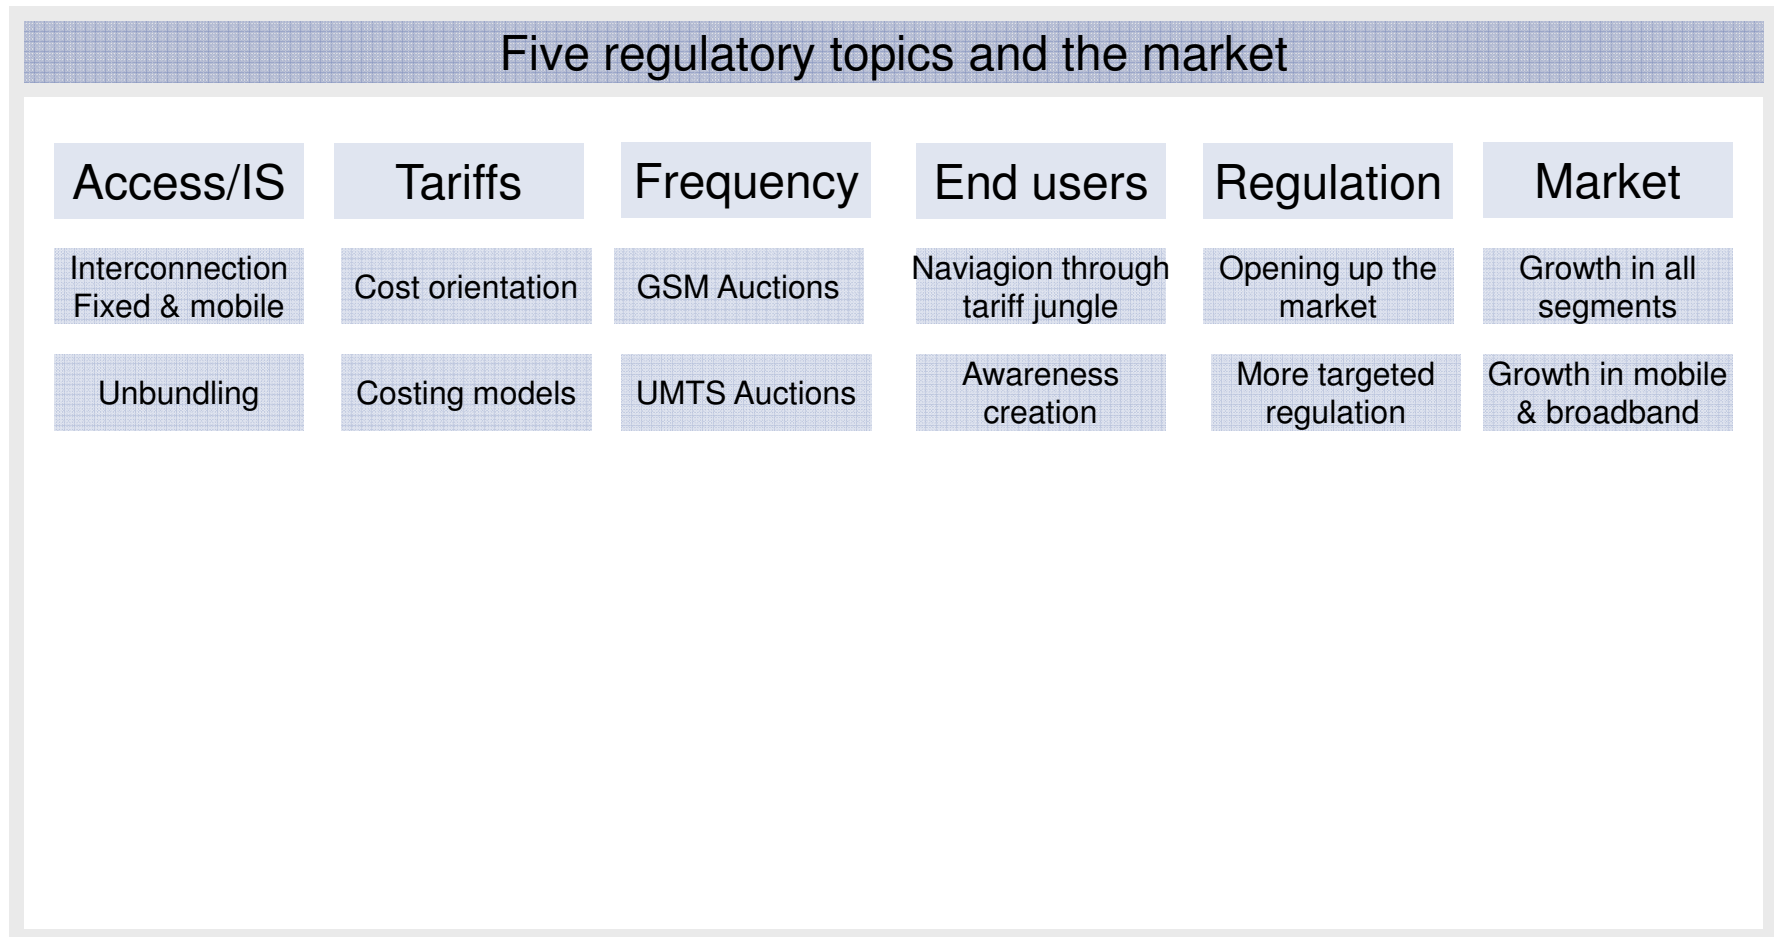 Five regulatory topics and the market
Access/IS
Tariffs
Frequency
End users
Regulation
Market
Interconnection
Fixed & mobile
Cost orientation
GSM Auctions
Naviagion through
tariff jungle
Opening up the
market
Growth in all
segments
Unbundling
Costing models
UMTS Auctions
Awareness
creation
More targeted
regulation
Growth in mobile
& broadband